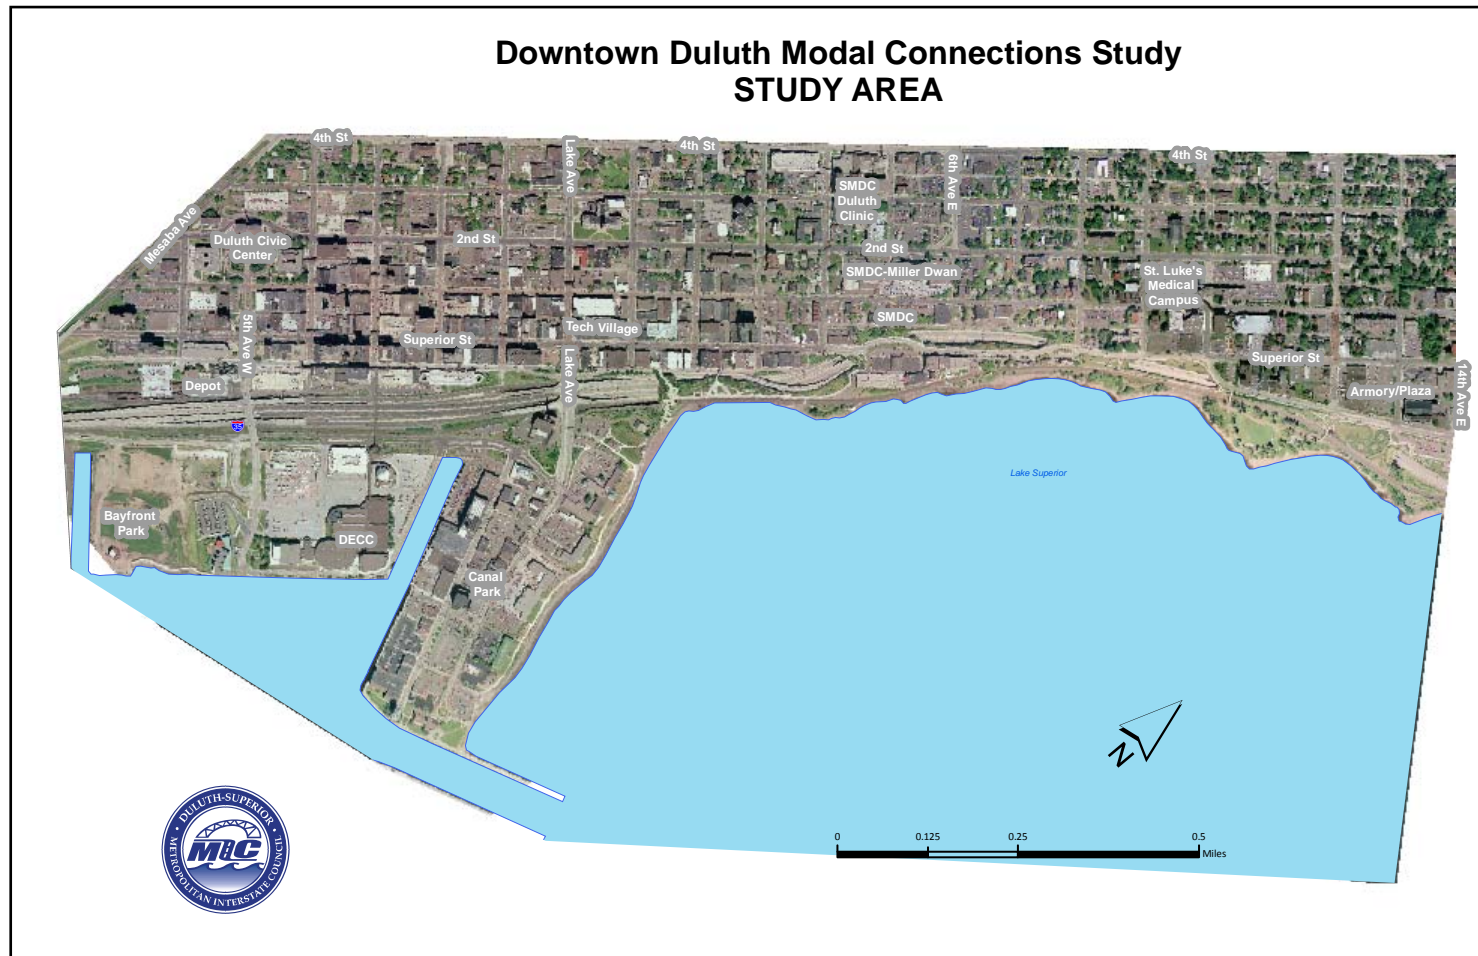 Downtown Duluth Modal Connections Study
STUDY AREA
4th St
Lake Ave
4th St
6th Ave E
4th St
Mesaba Ave
SMDC
Duluth
Clinic
Duluth Civic
Center
2nd St
2nd St
SMDC-Miller Dwan
St. Luke's
Medical
Campus
5th Ave W
Superior St
Tech Village
SMDC
Lake Ave
Superior St
Depot
Armory/Plaza
14th Ave E
35
Lake Superior
Bayfront
Park
DECC
Canal
Park
N
0 0.125 0.25 0.5
Miles
DULUTH-SUPERIOR
MIC
METROPOLITAN INTERSTATE COUNCIL